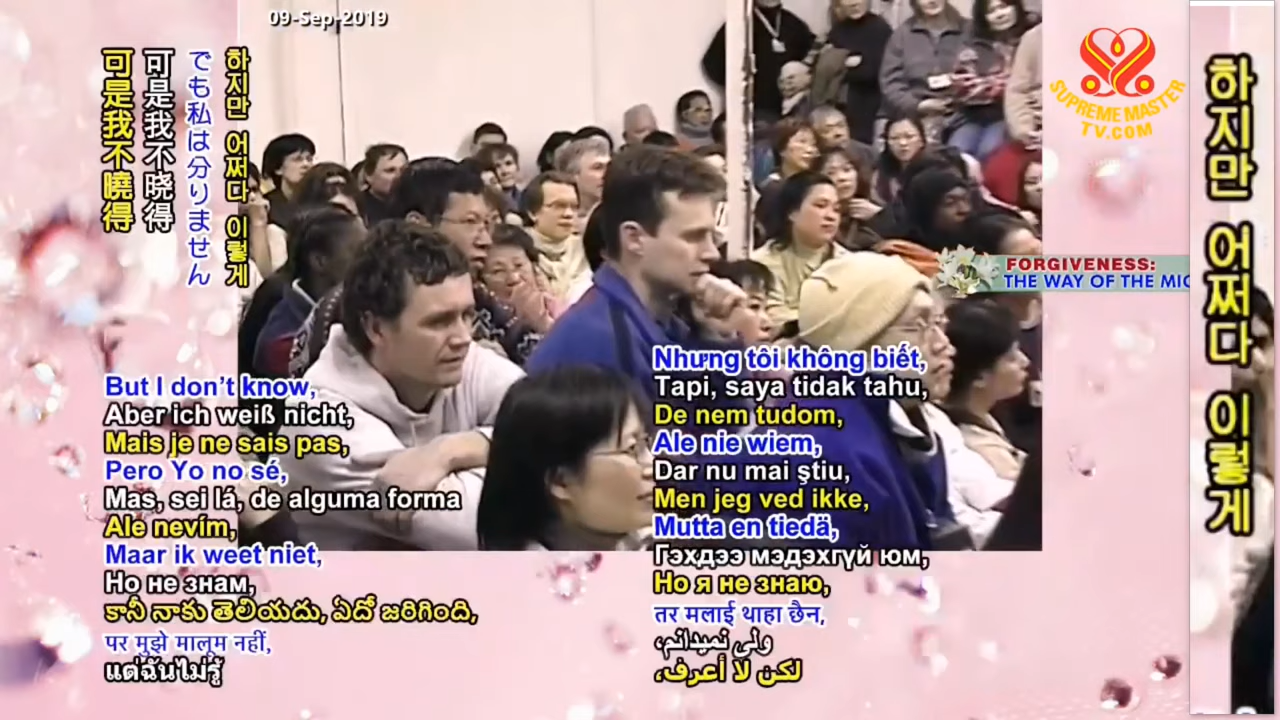 09-Sep-2019
하지만 어쩌다 이렇게
でも私は分りません
可是我不晓得
可是我不曉得
SUPREME MASTER
TV.COM
FORGIVENESS:
THE WAY OF THE MIG
하지만 어쩌다 이렇게
But I don't know,
Aber ich weiß nicht,
Mais je ne sais pas,
Pero Yo no sé,
Mas, sei lá, de alguma forma
Ale nevím,
Maar ik weet niet,
Но не знам,
కానీ నాకు తెలియదు, ఏదో జరిగింది,
पर मुझे मालूम नहीं,
แต่ฉันไม่รู้
Nhưng tôi không biết,
Tapi, saya tidak tahu,
De nem tudom,
Ale nie wiem,
Dar nu mai ştiu,
Men jeg ved ikke,
Mutta en tiedä,
Гэхдээ мэдэхгүй юм,
Но я не знаю,
तर मलाई थाहा छैन,
ولی نمیدانم،
لكن لا أعرف،